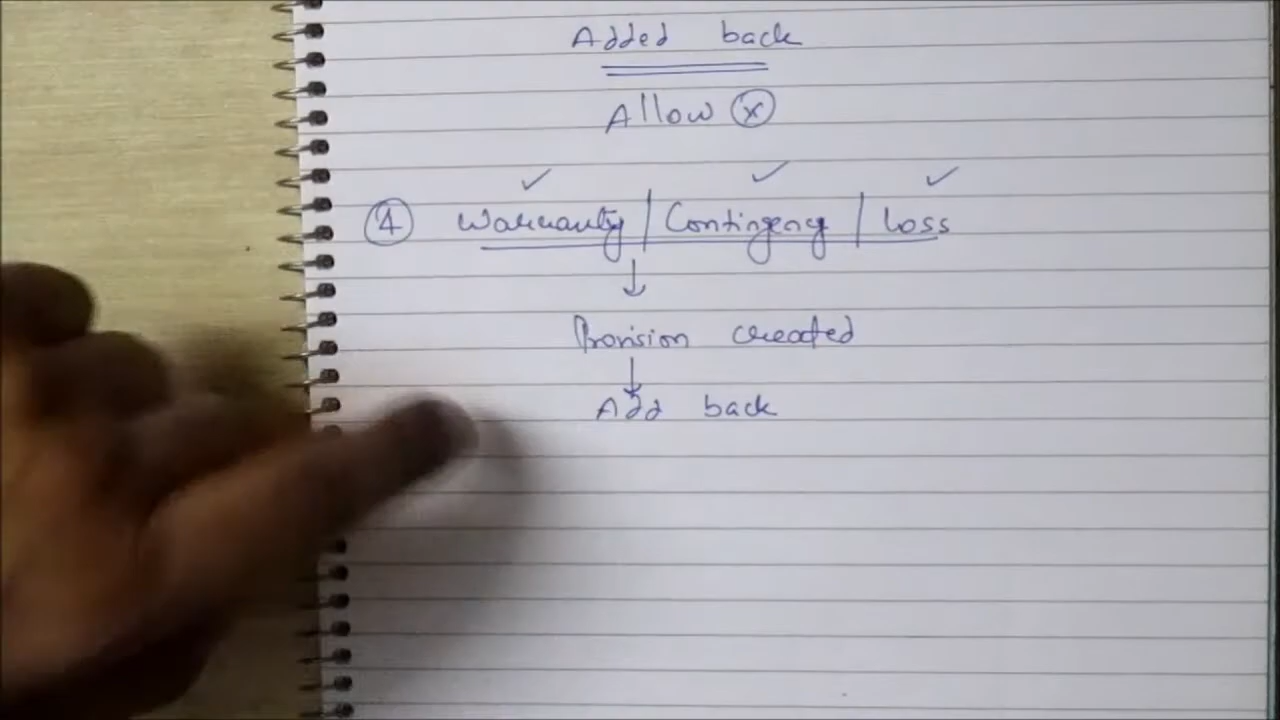 Added back
Allow ⓧ
✓ ✓ ✓
④ Warranty | Contingency | Loss
↓
Provision created
↓
Add back